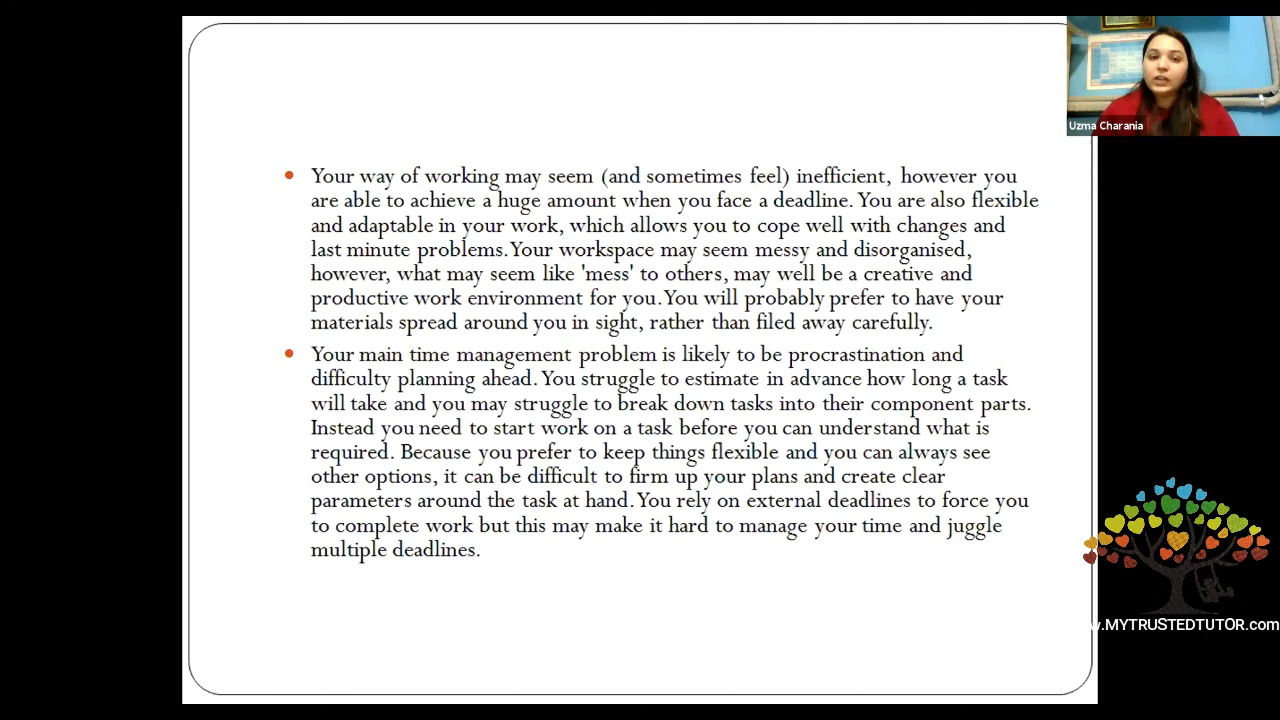 Uzma Charania
Your way of working may seem (and sometimes feel) inefficient, however you
are able to achieve a huge amount when you face a deadline. You are also flexible
and adaptable in your work, which allows you to cope well with changes and
last minute problems. Your workspace may seem messy and disorganised,
however, what may seem like 'mess' to others, may well be a creative and
productive work environment for you. You will probably prefer to have your
materials spread around you in sight, rather than filed away carefully.
Your main time management problem is likely to be procrastination and
difficulty planning ahead. You struggle to estimate in advance how long a task
will take and you may struggle to break down tasks into their component parts.
Instead you need to start work on a task before you can understand what is
required. Because you prefer to keep things flexible and you can always see
other options, it can be difficult to firm up your plans and create clear
parameters around the task at hand. You rely on external deadlines to force you
to complete work but this may make it hard to manage your time and juggle
multiple deadlines.
w.MYTRUSTEDTUTOR.com